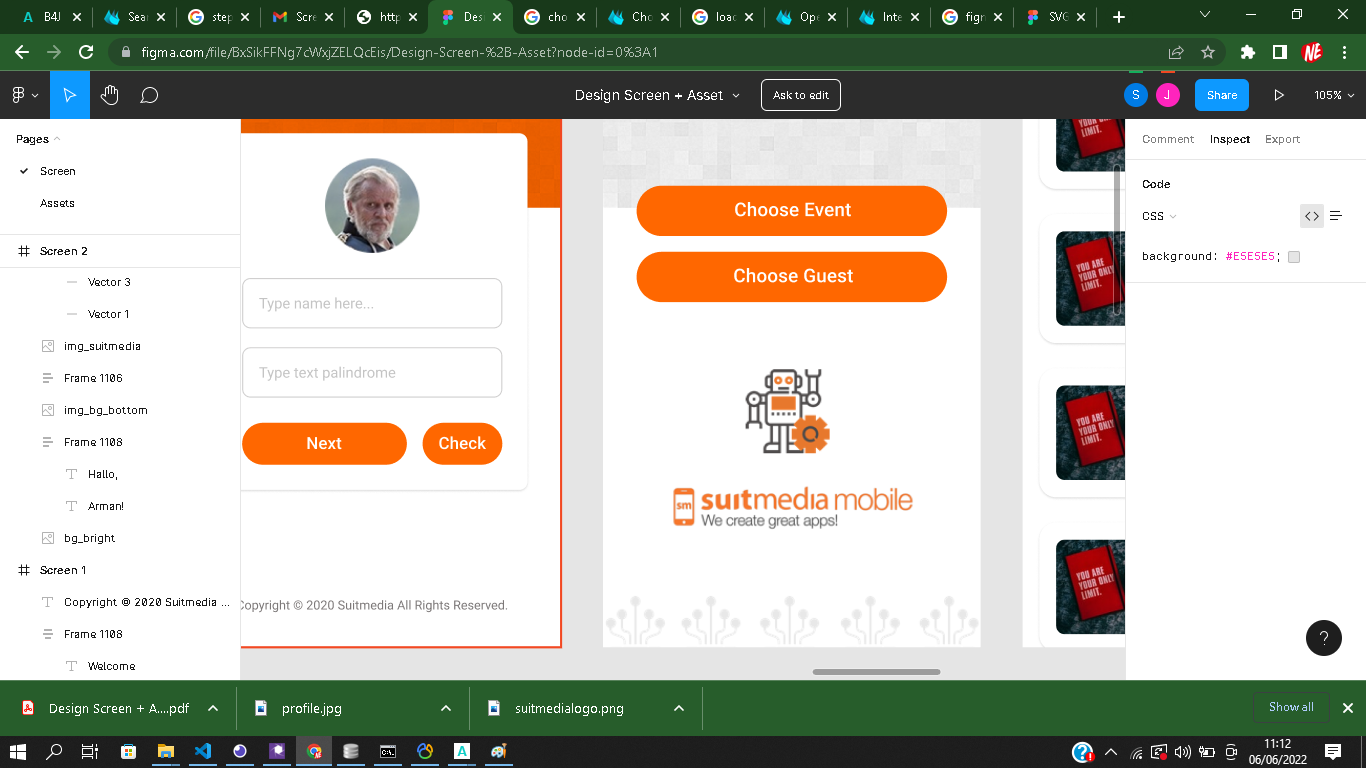 B4J
Sear
step
Scre
http
Desi
cho
Cho
load
Ope
Inte
figm
SVG
figma.com/file/BxSikFFNg7cWxjZELQcEis/Design-Screen-%2B-Asset?node-id=0%3A1
NE
Design Screen + Asset
Ask to edit
S
J
Share
105%
Pages
Screen
Assets
Screen 2
Vector 3
Vector 1
img_suitmedia
Frame 1106
img_bg_bottom
Frame 1108
Hallo,
Arman!
bg_bright
Screen 1
Copyright © 2020 Suitmedia ...
Frame 1108
Welcome
Type name here...
Type text palindrome
Next
Check
Copyright © 2020 Suitmedia All Rights Reserved.
Choose Event
Choose Guest
sm
suitmedia mobile
We create great apps!
YOUR ONLY
LIMIT.
YOU ARE
YOUR ONLY
LIMIT.
YOU ARE
YOUR ONLY
LIMIT.
YOU ARE
YOUR ONLY
LIMIT.
Comment
Inspect
Export
Code
CSS
background: #E5E5E5;
?
Design Screen + A....pdf
profile.jpg
suitmedialogo.png
Show all
11:12
06/06/2022